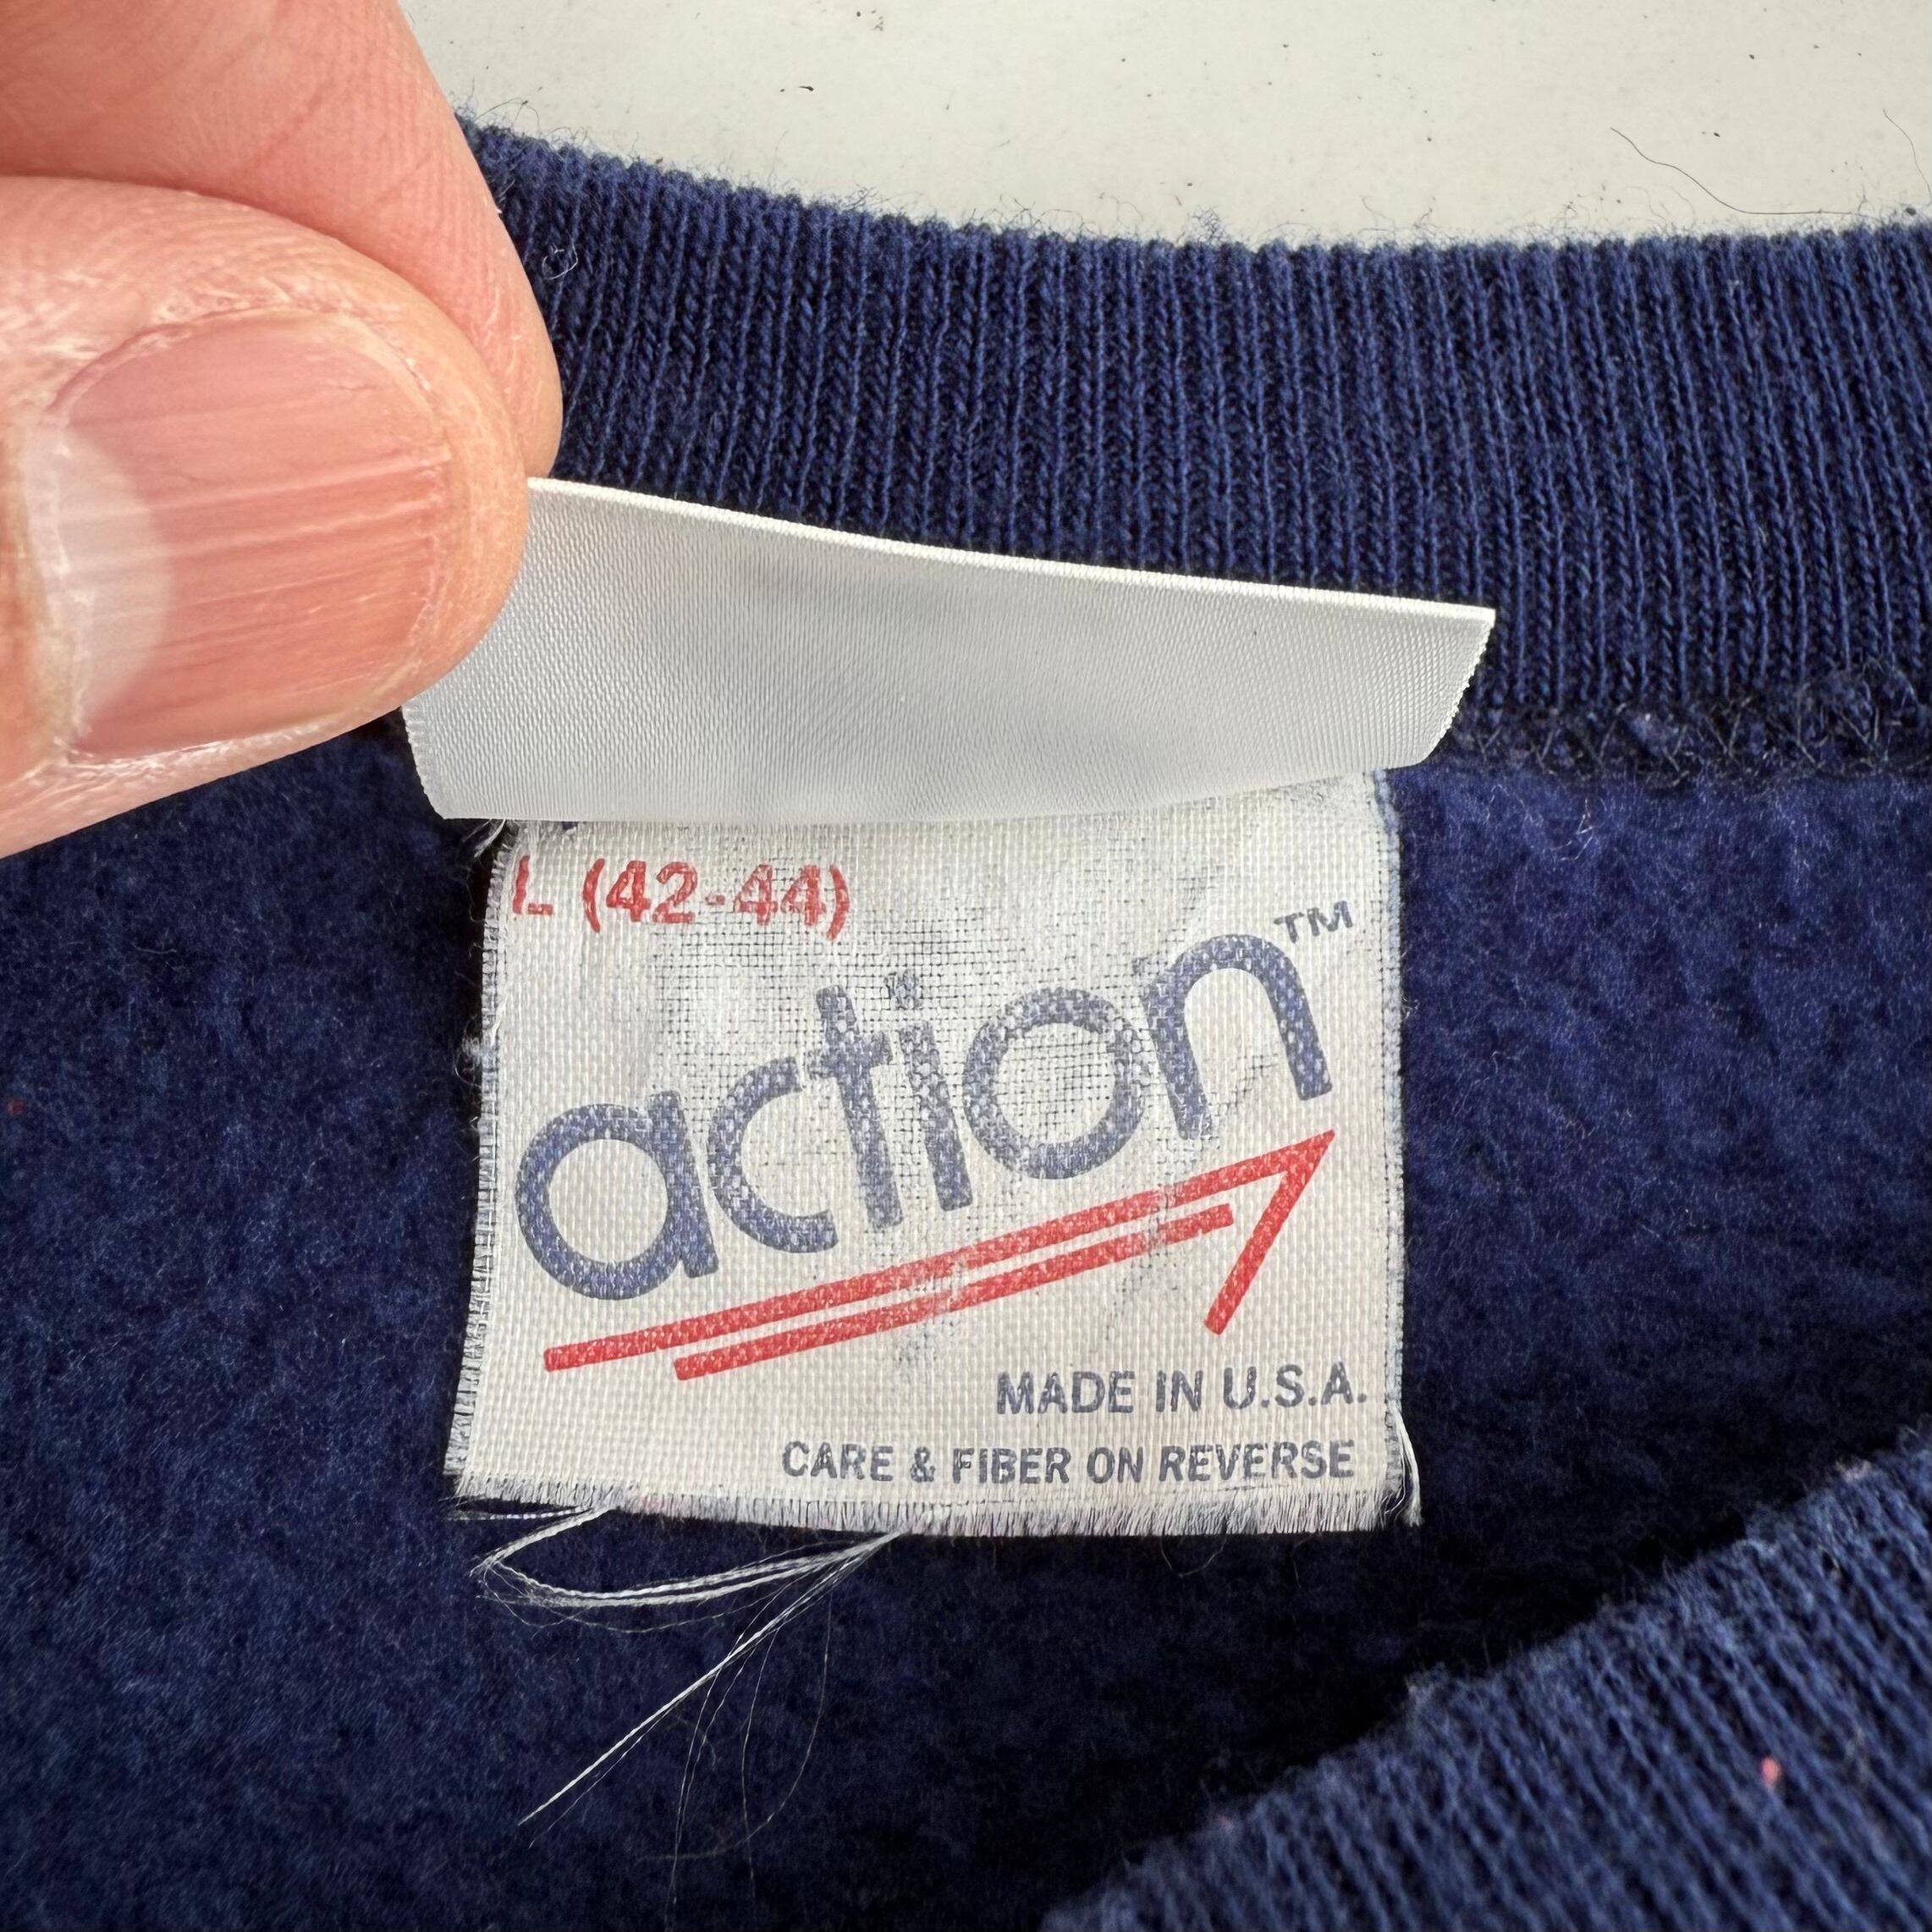 L (42-44)
action™
MADE IN U.S.A.
CARE & FIBER ON REVERSE